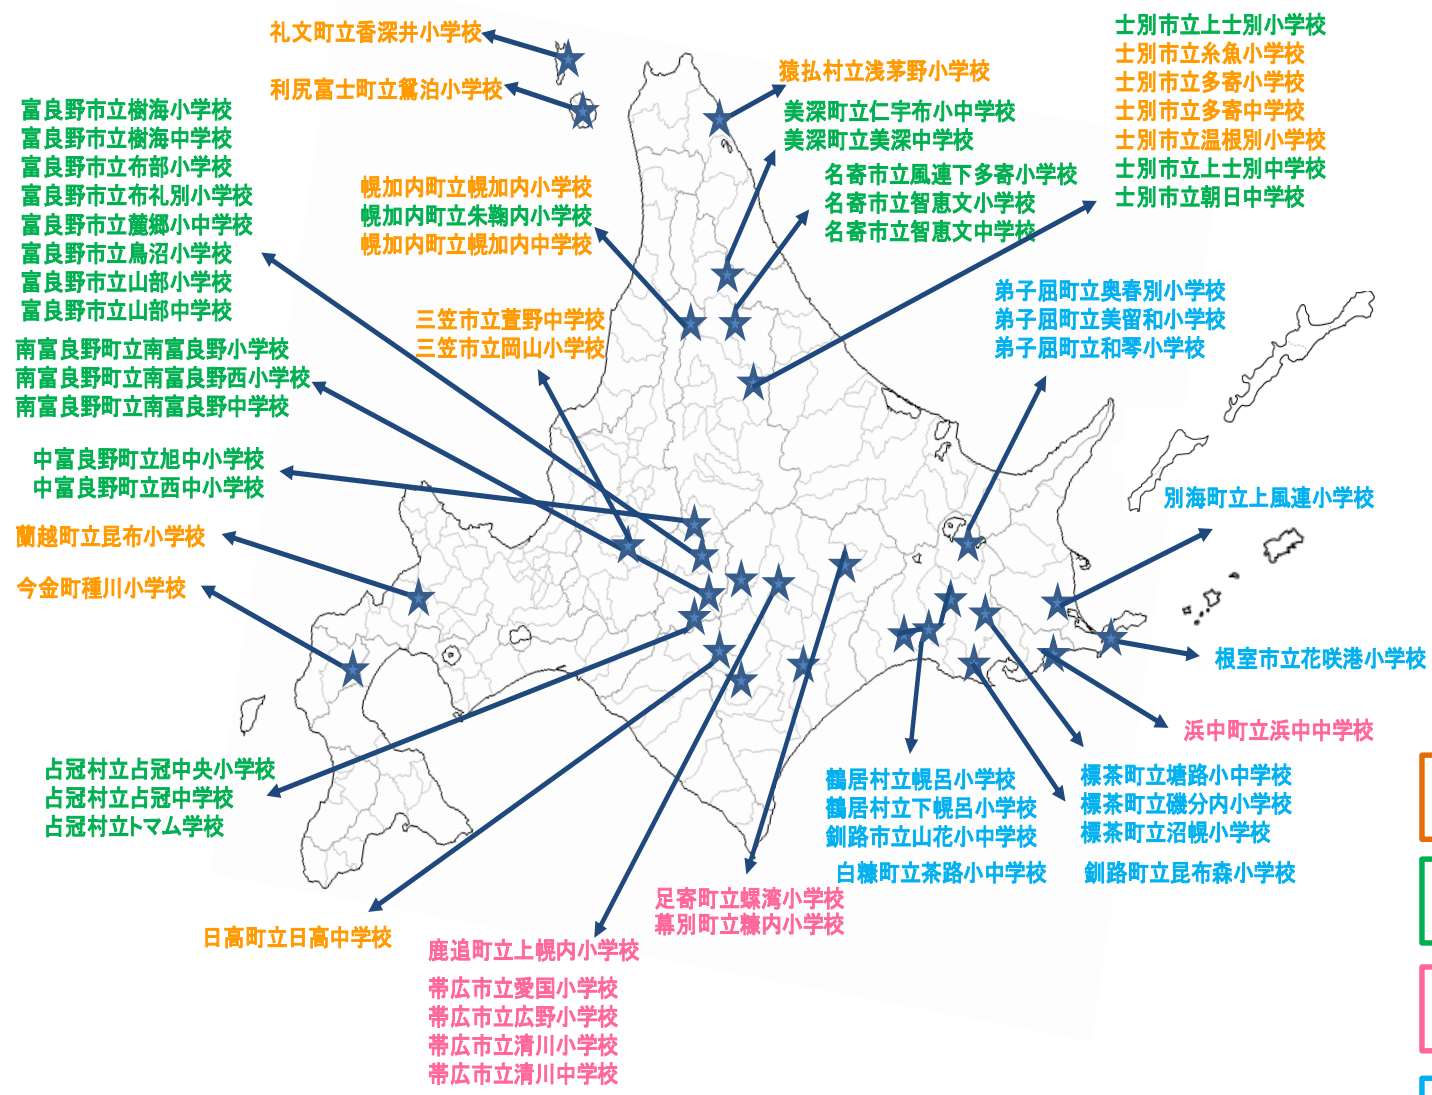 礼文町立香深井小学校
利尻富士町立鴛泊小学校
富良野市立樹海小学校
富良野市立樹海中学校
富良野市立布部小学校
富良野市立布礼別小学校
富良野市立麓郷小中学校
富良野市立鳥沼小学校
富良野市立山部小学校
富良野市立山部中学校
南富良野町立南富良野小学校
南富良野町立南富良野西小学校
南富良野町立南富良野中学校
中富良野町立旭中小学校
中富良野町立西中小学校
蘭越町立昆布小学校
今金町種川小学校
幌加内町立幌加内小学校
幌加内町立朱鞠内小学校
幌加内町立幌加内中学校
三笠市立萱野中学校
三笠市立岡山小学校
猿払村立浅茅野小学校
美深町立仁宇布小中学校
美深町立美深中学校
名寄市立風連下多寄小学校
名寄市立智恵文小学校
名寄市立智恵文中学校
士別市立上士別小学校
士別市立糸魚小学校
士別市立多寄小学校
士別市立多寄中学校
士別市立温根別小学校
士別市立上士別中学校
士別市立朝日中学校
弟子屈町立奥春別小学校
弟子屈町立美留和小学校
弟子屈町立和琴小学校
別海町立上風連小学校
根室市立花咲港小学校
浜中町立浜中中学校
占冠村立占冠中央小学校
占冠村立占冠中学校
占冠村立トマム学校
日高町立日高中学校
鹿追町立上幌内小学校
帯広市立愛国小学校
帯広市立広野小学校
帯広市立清川小学校
帯広市立清川中学校
足寄町立螺湾小学校
幕別町立糠内小学校
鶴居村立幌呂小学校
鶴居村立下幌呂小学校
釧路市立山花小中学校
白糠町立茶路小中学校
標茶町立塘路小中学校
標茶町立磯分内小学校
標茶町立沼幌小学校
釧路町立昆布森小学校